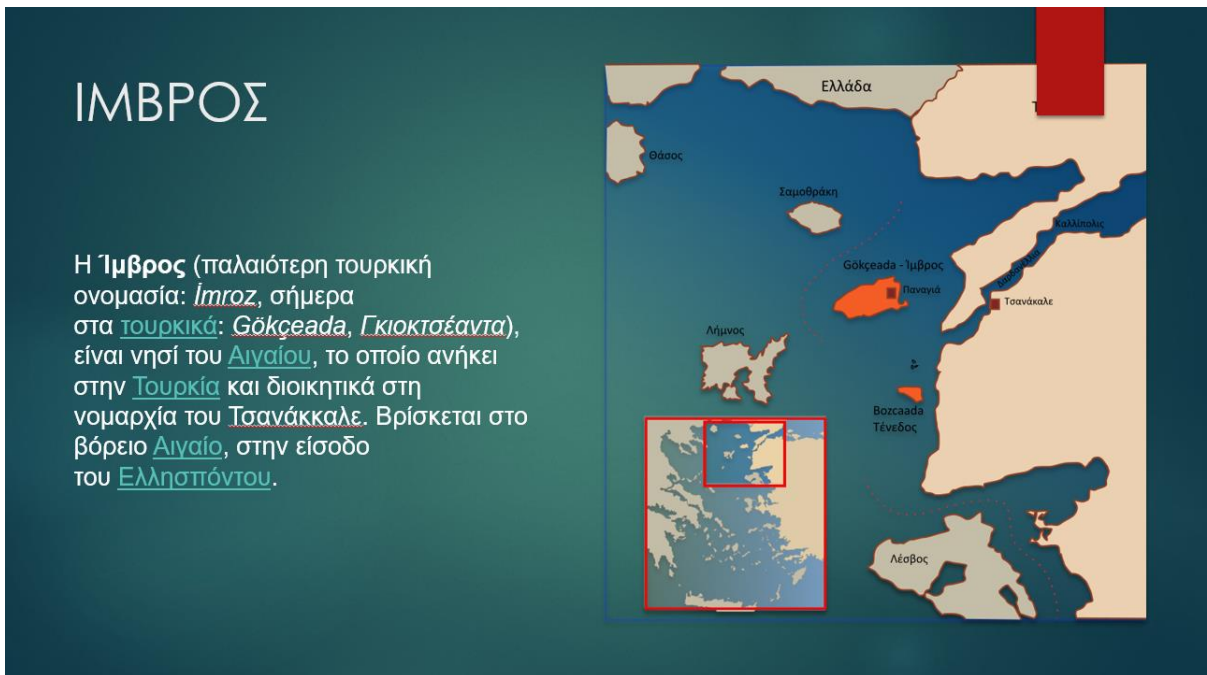 ΙΜΒΡΟΣ
Η Ίμβρος (παλαιότερη τουρκική
ονομασία: İmroz, σήμερα
στα τουρκικά: Gökçeada, Γκιοκτσέαντα),
είναι νησί του Αιγαίου, το οποίο ανήκει
στην Τουρκία και διοικητικά στη
νομαρχία του Τσανάκκαλε. Βρίσκεται στο
βόρειο Αιγαίο, στην είσοδο
του Ελλησπόντου.
Ελλάδα
Θάσος
Σαμοθράκη
Καλλίπολις
Gökçeada - Ίμβρος
Δαρδανέλλια
Παναγιά
Τσανάκαλε
Λήμνος
Bozcaada
Τένεδος
Λέσβος